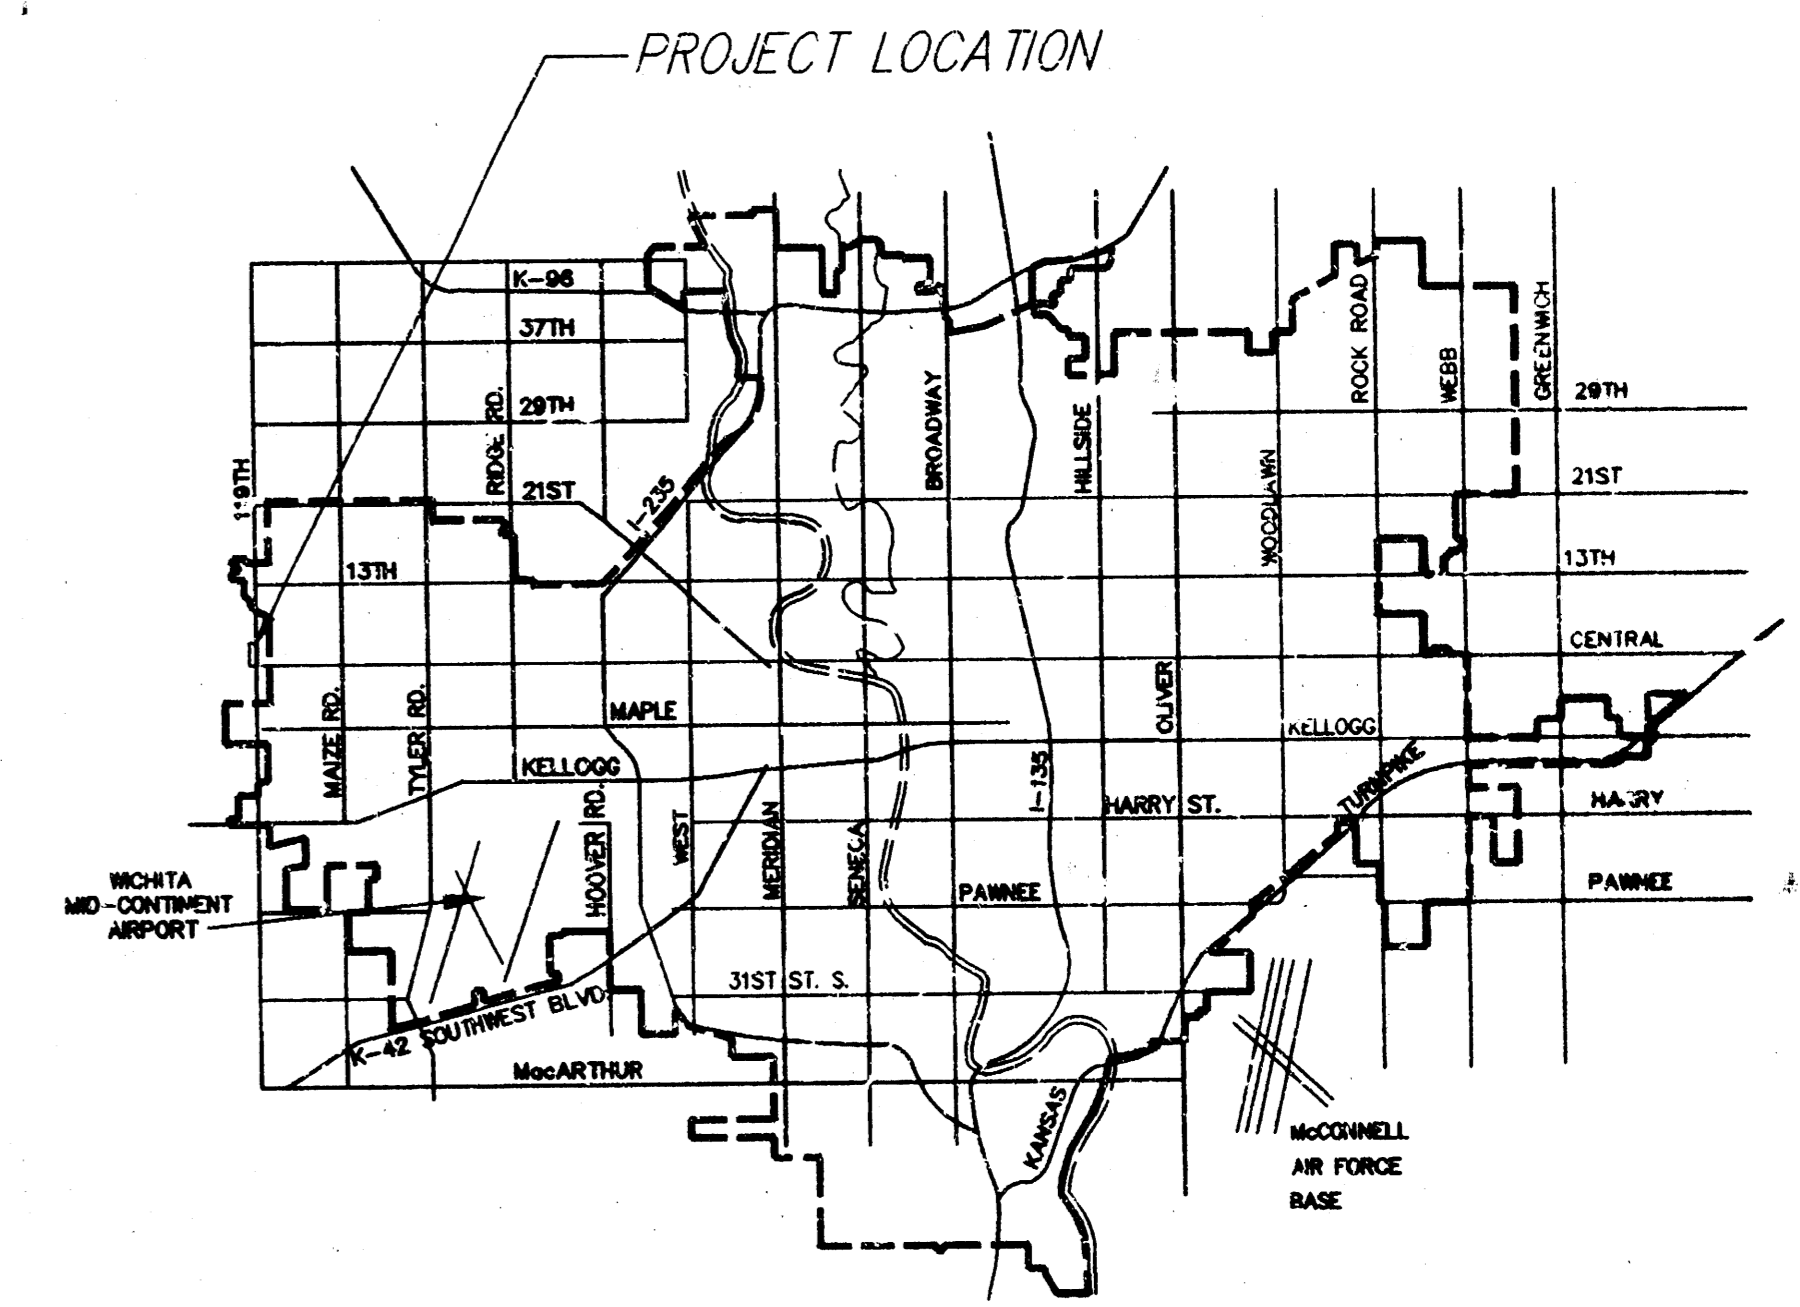 PROJECT LOCATION
K-96
37TH
29TH
RIDGE RD.
119TH
21ST
I-235
13TH
BROADWAY
HILLSIDE
WOODLAWN
ROCK ROAD
WEBB
GREENWICH
29TH
21ST
13TH
CENTRAL
MAIZE RD.
TYLER RD.
MAPLE
OLIVER
KELLOGG
KELLOGG
TURNPIKE
HOOVER RD.
WEST
MERIDIAN
SENECA
I-135
HARRY ST.
HARRY
WICHITA
MID-CONTINENT
AIRPORT
PAWNEE
PAWNEE
31ST ST. S.
K-42 SOUTHWEST BLVD.
MacARTHUR
KANSAS
McCONNELL
AIR FORCE
BASE